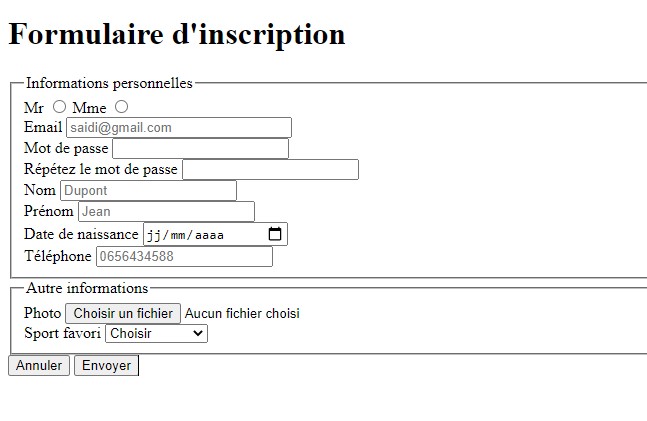 Formulaire d'inscription
Informations personnelles
Mr Mme
Email saidi@gmail.com
Mot de passe
Répétez le mot de passe
Nom Dupont
Prénom Jean
Date de naissance jj/mm/aaaa
Téléphone 0656434588
Autre informations
Photo Choisir un fichier Aucun fichier choisi
Sport favori Choisir
Annuler Envoyer